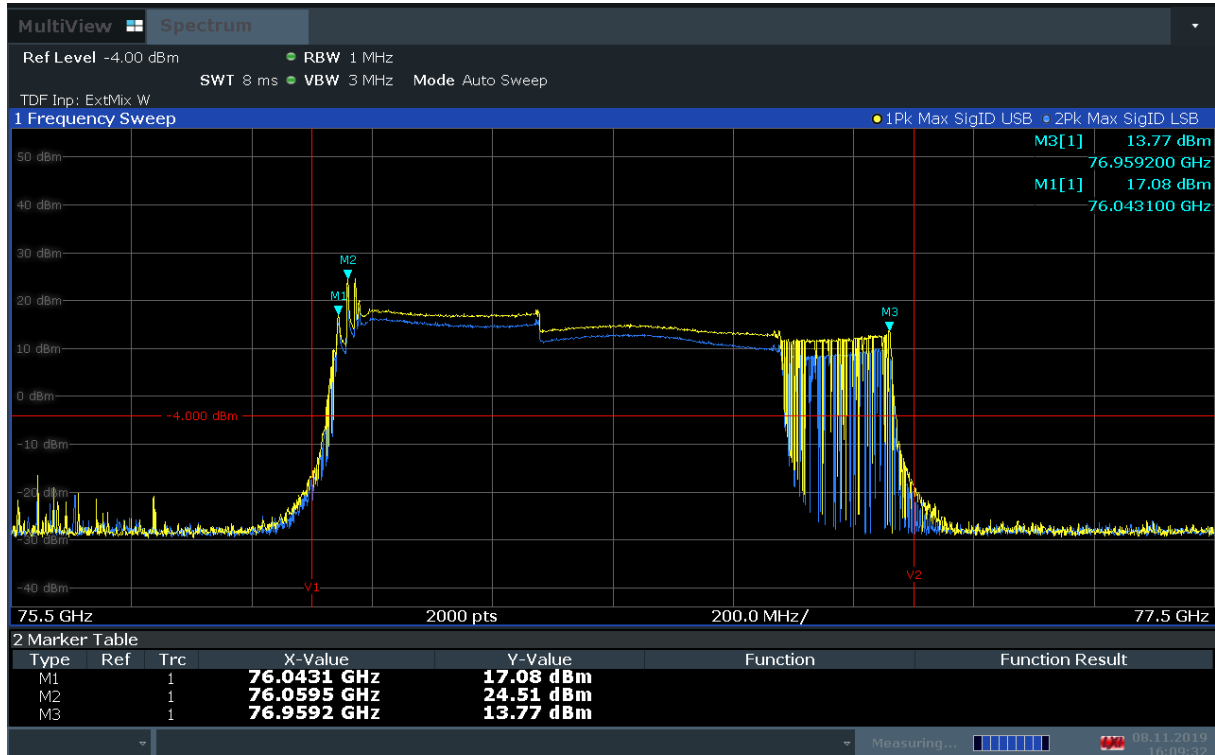 MultiView Spectrum
Ref Level -4.00 dBm RBW 1 MHz
SWT 8 ms VBW 3 MHz Mode Auto Sweep
TDF Inp: ExtMix W
1 Frequency Sweep 1Pk Max SigID USB 2Pk Max SigID LSB
M3[1] 13.77 dBm
76.959200 GHz
M1[1] 17.08 dBm
76.043100 GHz
50 dBm
40 dBm
30 dBm
M2
20 dBm
M1
M3
10 dBm
0 dBm
-4.000 dBm
-10 dBm
-20 dBm
-30 dBm
-40 dBm
V1
V2
75.5 GHz 2000 pts 200.0 MHz/ 77.5 GHz
2 Marker Table
Type Ref Trc X-Value Y-Value Function Function Result
M1 1 76.0431 GHz 17.08 dBm
M2 1 76.0595 GHz 24.51 dBm
M3 1 76.9592 GHz 13.77 dBm
Measuring... 08.11.2019
16:09:32